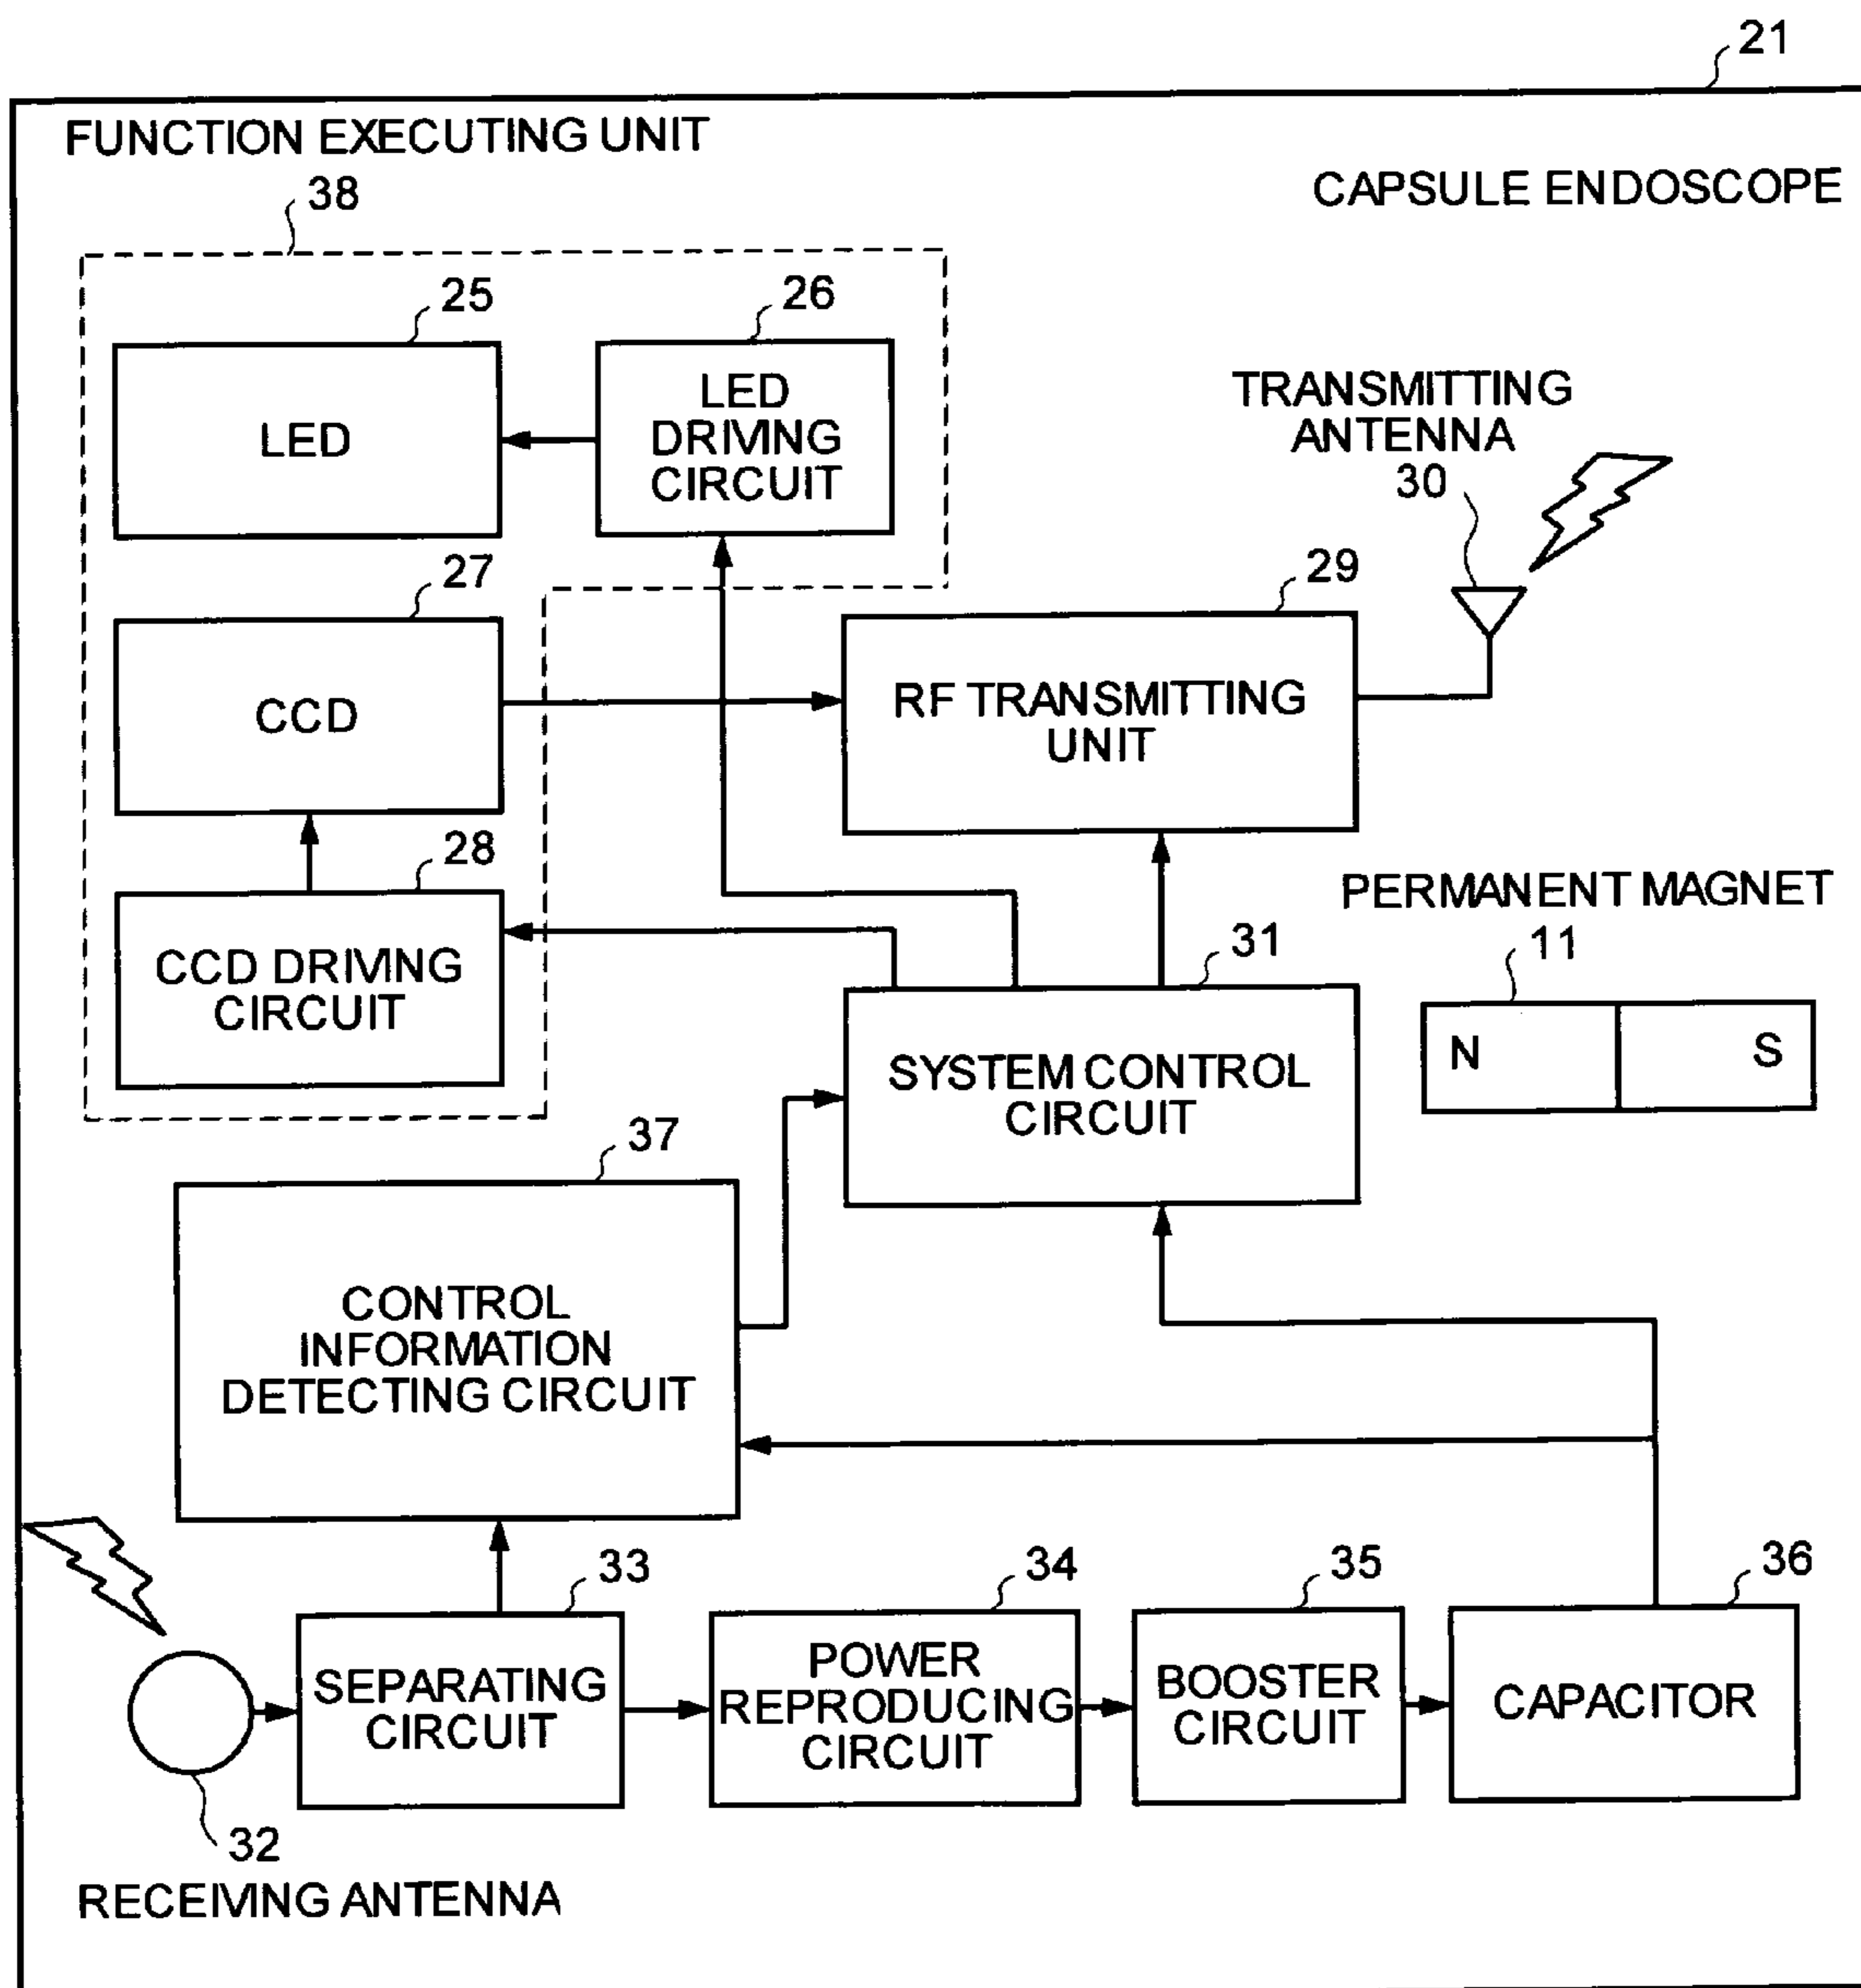 21
FUNCTION EXECUTING UNIT
CAPSULE ENDOSCOPE
38
25
26
LED
LED
DRIVING
CIRCUIT
TRANSMITTING
ANTENNA
30
27
29
CCD
RF TRANSMITTING
UNIT
28
CCD DRIVING
CIRCUIT
PERMANENT MAGNET
11
N
S
31
SYSTEM CONTROL
CIRCUIT
37
CONTROL
INFORMATION
DETECTING CIRCUIT
33
34
35
36
SEPARATING
CIRCUIT
POWER
REPRODUCING
CIRCUIT
BOOSTER
CIRCUIT
CAPACITOR
32
RECEIVING ANTENNA